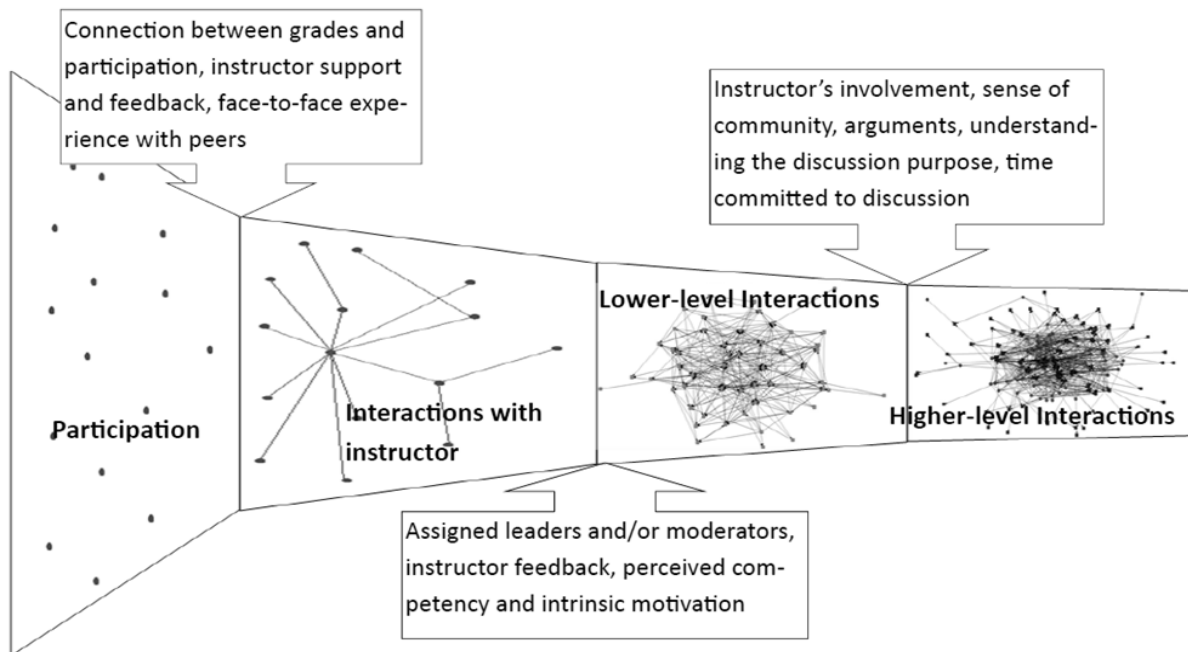 Connection between grades and
participation, instructor support
and feedback, face-to-face expe-
rience with peers
Instructor’s involvement, sense of
community, arguments, understand-
ing the discussion purpose, time
committed to discussion
Participation
Interactions with
instructor
Lower-level Interactions
Higher-level Interactions
Assigned leaders and/or moderators,
instructor feedback, perceived com-
petency and intrinsic motivation